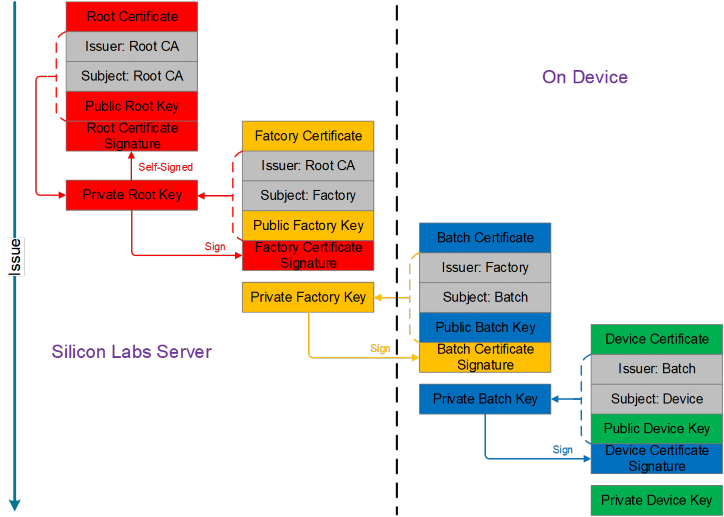 Root Certificate
Issuer: Root CA
Subject: Root CA
Public Root Key
Root Certificate
Signature
Self-Signed
Private Root Key
Sign
Fatcory Certificate
Issuer: Root CA
Subject: Factory
Public Factory Key
Factory Certificate
Signature
Private Factory Key
Sign
On Device
Batch Certificate
Issuer: Factory
Subject: Batch
Public Batch Key
Batch Certificate
Signature
Private Batch Key
Sign
Device Certificate
Issuer: Batch
Subject: Device
Public Device Key
Device Certificate
Signature
Private Device Key
Issue
Silicon Labs Server